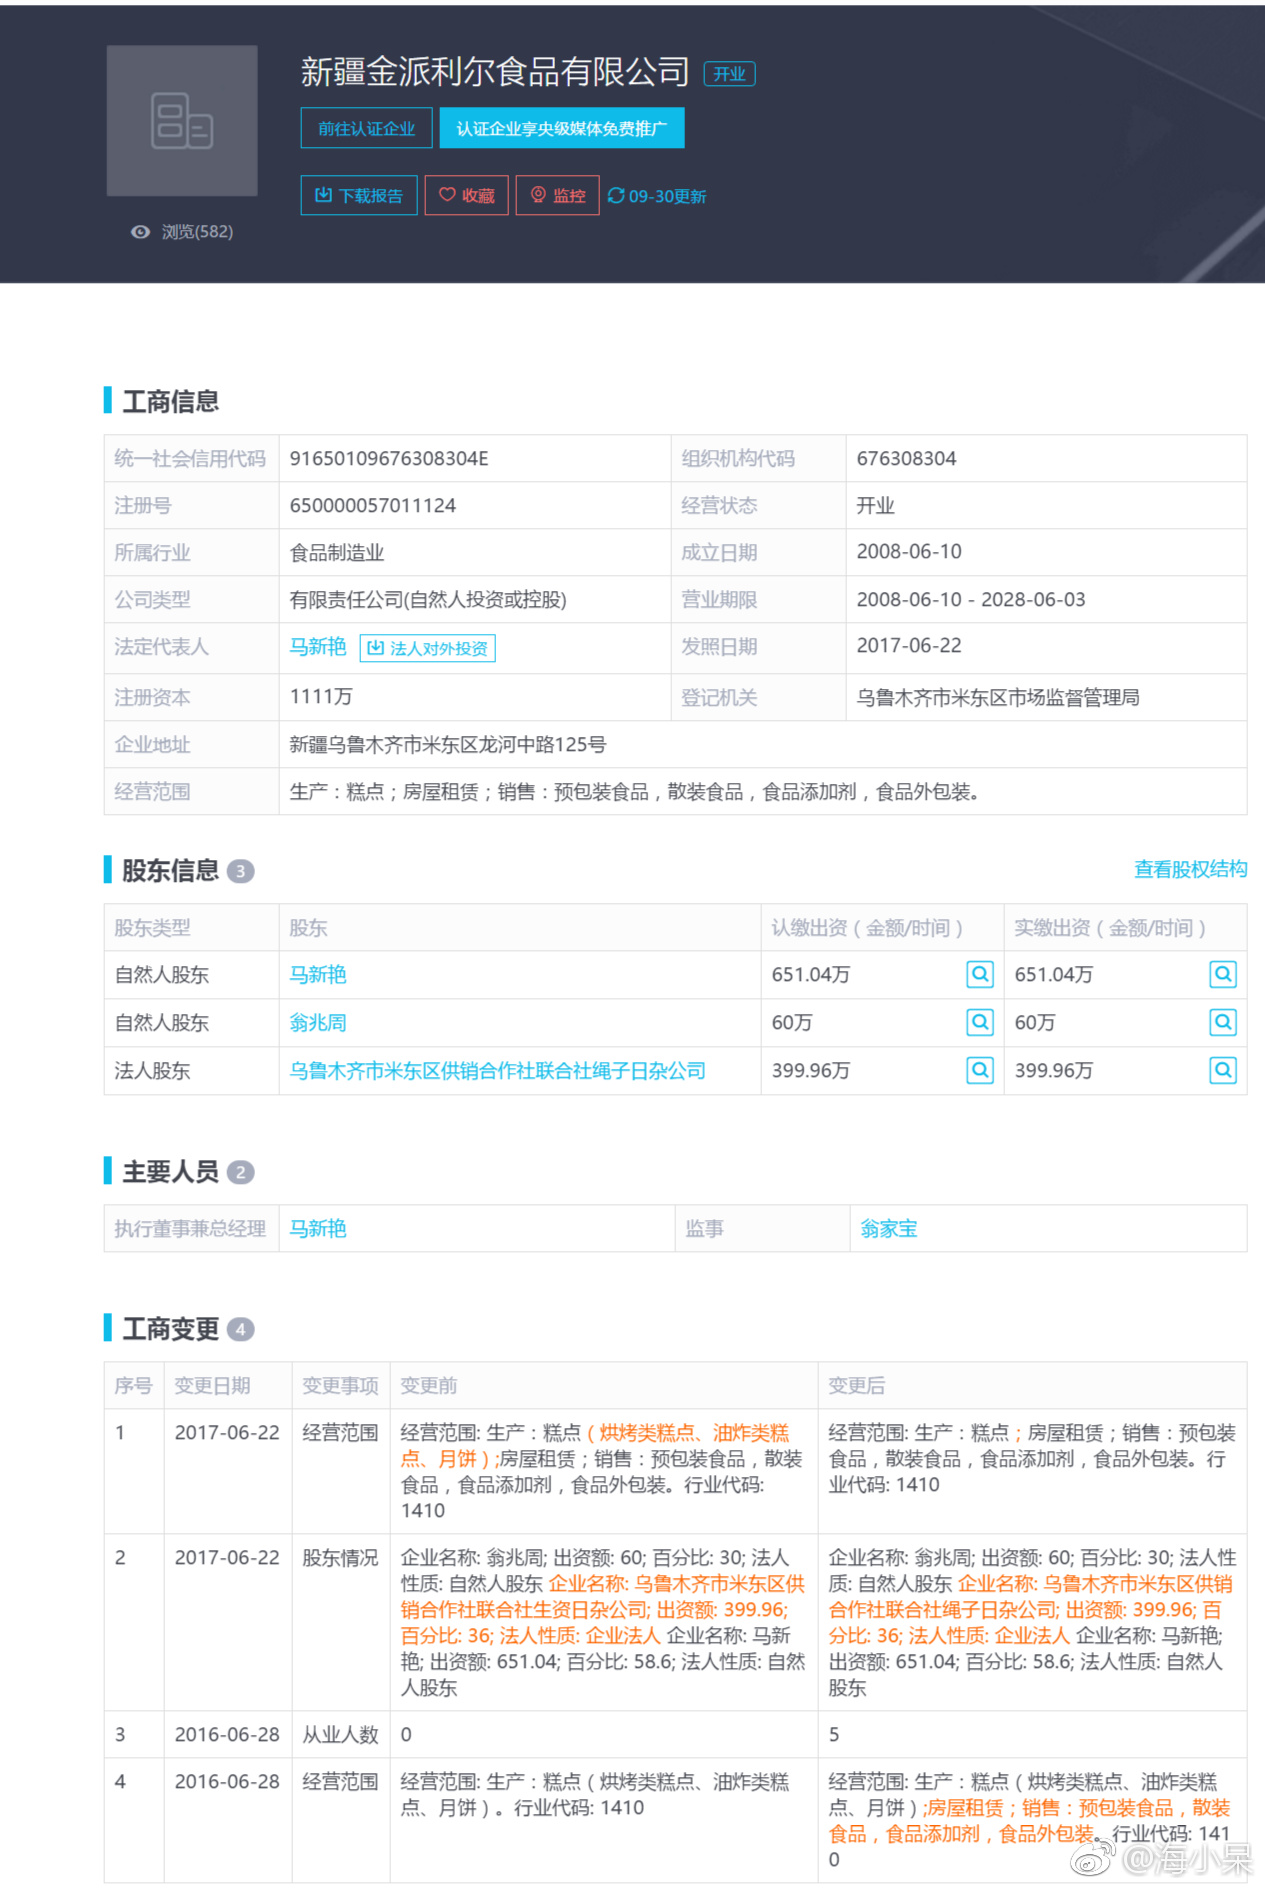 新疆金派利尔食品有限公司 开业
前往认证企业 认证企业享央级媒体免费推广
下载报告 收藏 监控 09-30更新
浏览(582)
工商信息
统一社会信用代码 91650109676308304E 组织机构代码 676308304
注册号 650000057011124 经营状态 开业
所属行业 食品制造业 成立日期 2008-06-10
公司类型 有限责任公司(自然人投资或控股) 营业期限 2008-06-10 - 2028-06-03
法定代表人 马新艳 法人对外投资 发照日期 2017-06-22
注册资本 1111万 登记机关 乌鲁木齐市米东区市场监督管理局
企业地址 新疆乌鲁木齐市米东区龙河中路125号
经营范围 生产：糕点；房屋租赁；销售：预包装食品，散装食品，食品添加剂，食品外包装。
股东信息 3 查看股权结构
股东类型 股东 认缴出资（金额/时间） 实缴出资（金额/时间）
自然人股东 马新艳 651.04万 651.04万
自然人股东 翁兆周 60万 60万
法人股东 乌鲁木齐市米东区供销合作社联合社绳子日杂公司 399.96万 399.96万
主要人员 2
执行董事兼总经理 马新艳 监事 翁家宝
工商变更 4
序号 变更日期 变更事项 变更前 变更后
1 2017-06-22 经营范围 经营范围: 生产：糕点（烘烤类糕点、油炸类糕
点、月饼）;房屋租赁；销售：预包装食品，散装
食品，食品添加剂，食品外包装。行业代码:
1410
经营范围: 生产：糕点；房屋租赁；销售：预包装
食品，散装食品，食品添加剂，食品外包装。行
业代码: 1410
2 2017-06-22 股东情况 企业名称: 翁兆周; 出资额: 60; 百分比: 30; 法人
性质: 自然人股东 企业名称: 乌鲁木齐市米东区供
销合作社联合社生资日杂公司; 出资额: 399.96;
百分比: 36; 法人性质: 企业法人 企业名称: 马新
艳; 出资额: 651.04; 百分比: 58.6; 法人性质: 自然
人股东
企业名称: 翁兆周; 出资额: 60; 百分比: 30; 法人性
质: 自然人股东 企业名称: 乌鲁木齐市米东区供销
合作社联合社绳子日杂公司; 出资额: 399.96; 百
分比: 36; 法人性质: 企业法人 企业名称: 马新艳;
出资额: 651.04; 百分比: 58.6; 法人性质: 自然人
股东
3 2016-06-28 从业人数 0 5
4 2016-06-28 经营范围 经营范围: 生产：糕点（烘烤类糕点、油炸类糕
点、月饼）。行业代码: 1410
经营范围: 生产：糕点（烘烤类糕点、油炸类糕
点、月饼）;房屋租赁；销售：预包装食品，散装
食品，食品添加剂，食品外包装。行业代码: 141
0
@海小呆